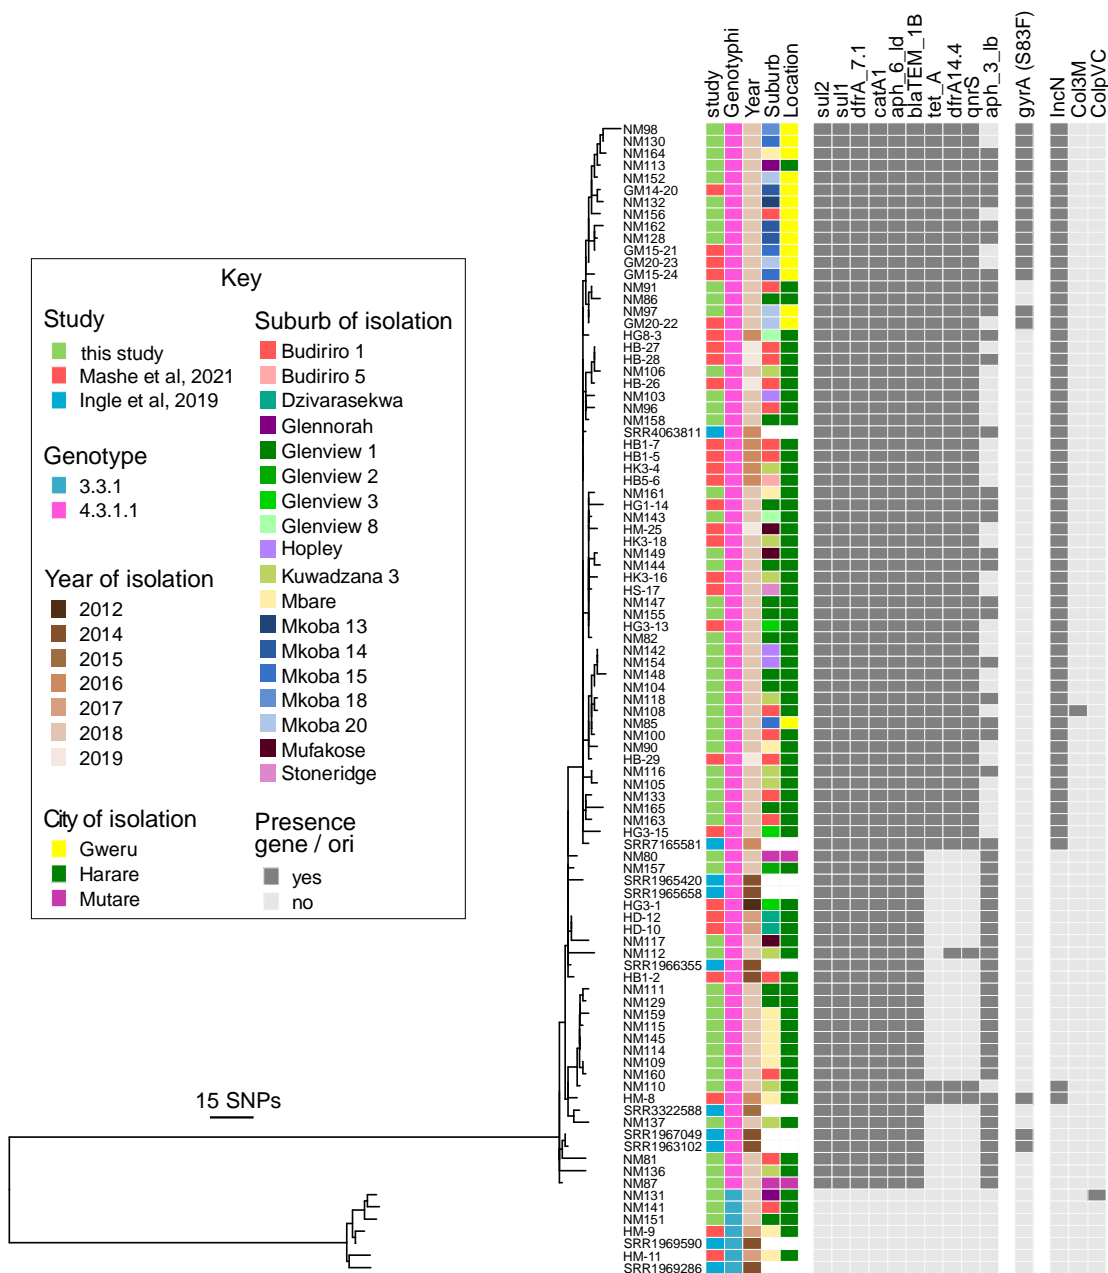 study
Genotyphi
Year
Suburb
Location
sul2
sul1
dfrA_7.1
catA1
aph_6_Id
blaTEM_1B
tet_A
dfrA14.4
qnrS
aph_3_Ib
gyrA (S83F)
IncN
Col3M
ColpVC
NM98
NM130
NM164
NM113
NM152
GM14-20
NM132
NM156
NM162
NM128
GM15-21
GM20-23
GM15-24
NM91
NM86
NM97
GM20-22
HG8-3
HB-27
HB-28
NM106
HB-26
NM103
NM96
NM158
SRR4063811
HB1-7
HB1-5
HK3-4
HB5-6
NM161
HG1-14
NM143
HM-25
HK3-18
NM149
NM144
HK3-16
HS-17
NM147
NM155
HG3-13
NM82
NM142
NM154
NM148
NM104
NM118
NM108
NM85
NM100
NM90
HB-29
NM116
NM105
NM133
NM165
NM163
HG3-15
SRR7165581
NM80
NM157
SRR1965420
SRR1965658
HG3-1
HD-12
HD-10
NM117
NM112
SRR1966355
HB1-2
NM111
NM129
NM159
NM115
NM145
NM114
NM109
NM160
NM110
HM-8
SRR3322588
NM137
SRR1967049
SRR1963102
NM81
NM136
NM87
NM131
NM141
NM151
HM-9
SRR1969590
HM-11
SRR1969286
Key
Study
this study
Mashe et al, 2021
Ingle et al, 2019
Genotype
3.3.1
4.3.1.1
Year of isolation
2012
2014
2015
2016
2017
2018
2019
City of isolation
Gweru
Harare
Mutare
Suburb of isolation
Budiriro 1
Budiriro 5
Dzivarasekwa
Glennorah
Glenview 1
Glenview 2
Glenview 3
Glenview 8
Hopley
Kuwadzana 3
Mbare
Mkoba 13
Mkoba 14
Mkoba 15
Mkoba 18
Mkoba 20
Mufakose
Stoneridge
Presence
gene / ori
yes
no
15 SNPs